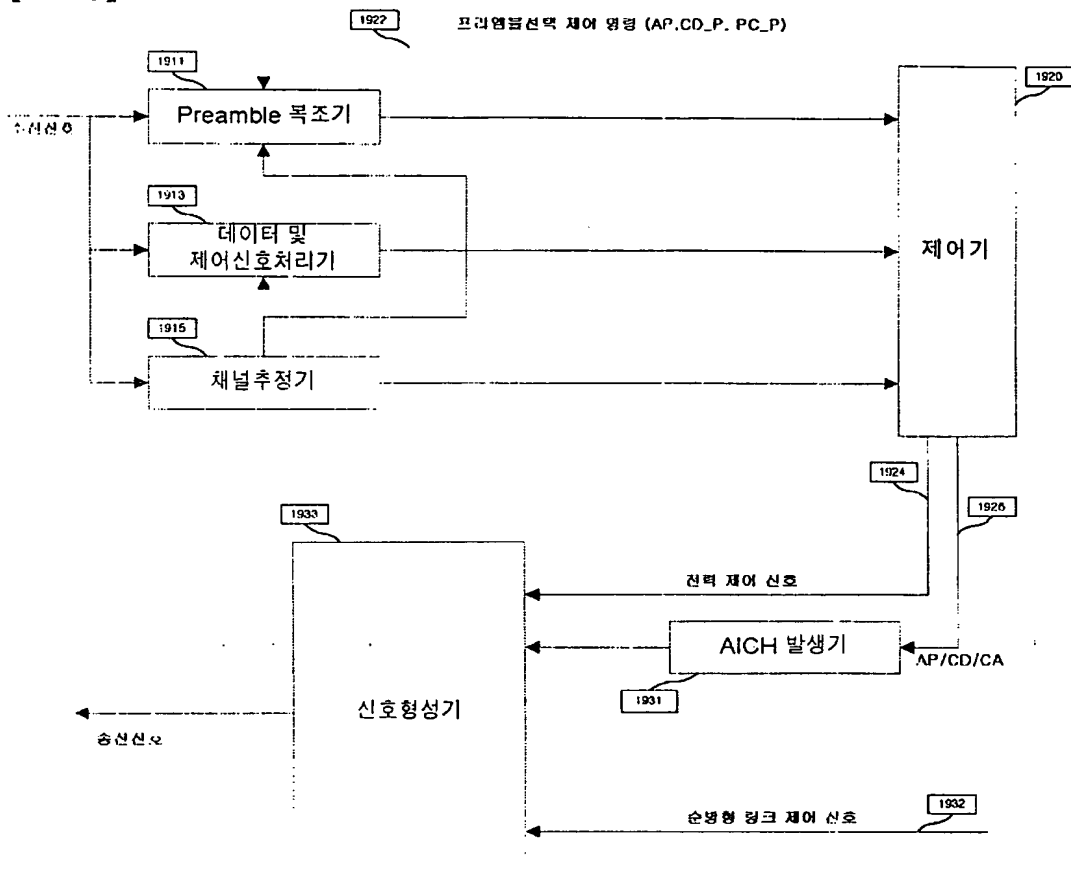 1922
프리앰블선택 제어 명령 (AP,CD_P, PC_P)
1911
1920
Preamble 복조기
수신신호
1913
데이터 및
제어신호처리기
제어기
1915
채널추정기
1924
1926
1933
전력 제어 신호
AICH 발생기
AP/CD/CA
1931
신호형성기
송신신호
1932
순방향 링크 제어 신호